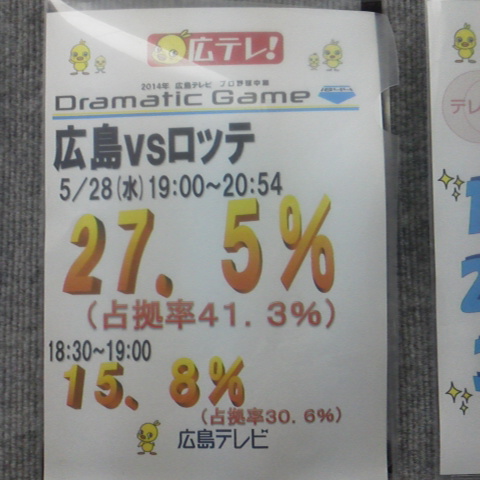 広テレ!
2014年 広島テレビ プロ野球中継
Dramatic Game
広島vsロッテ
5/28(水)19:00~20:54
27.5%
(占拠率41.3%)
18:30~19:00
15.8%
(占拠率30.6%)
広島テレビ
テレ